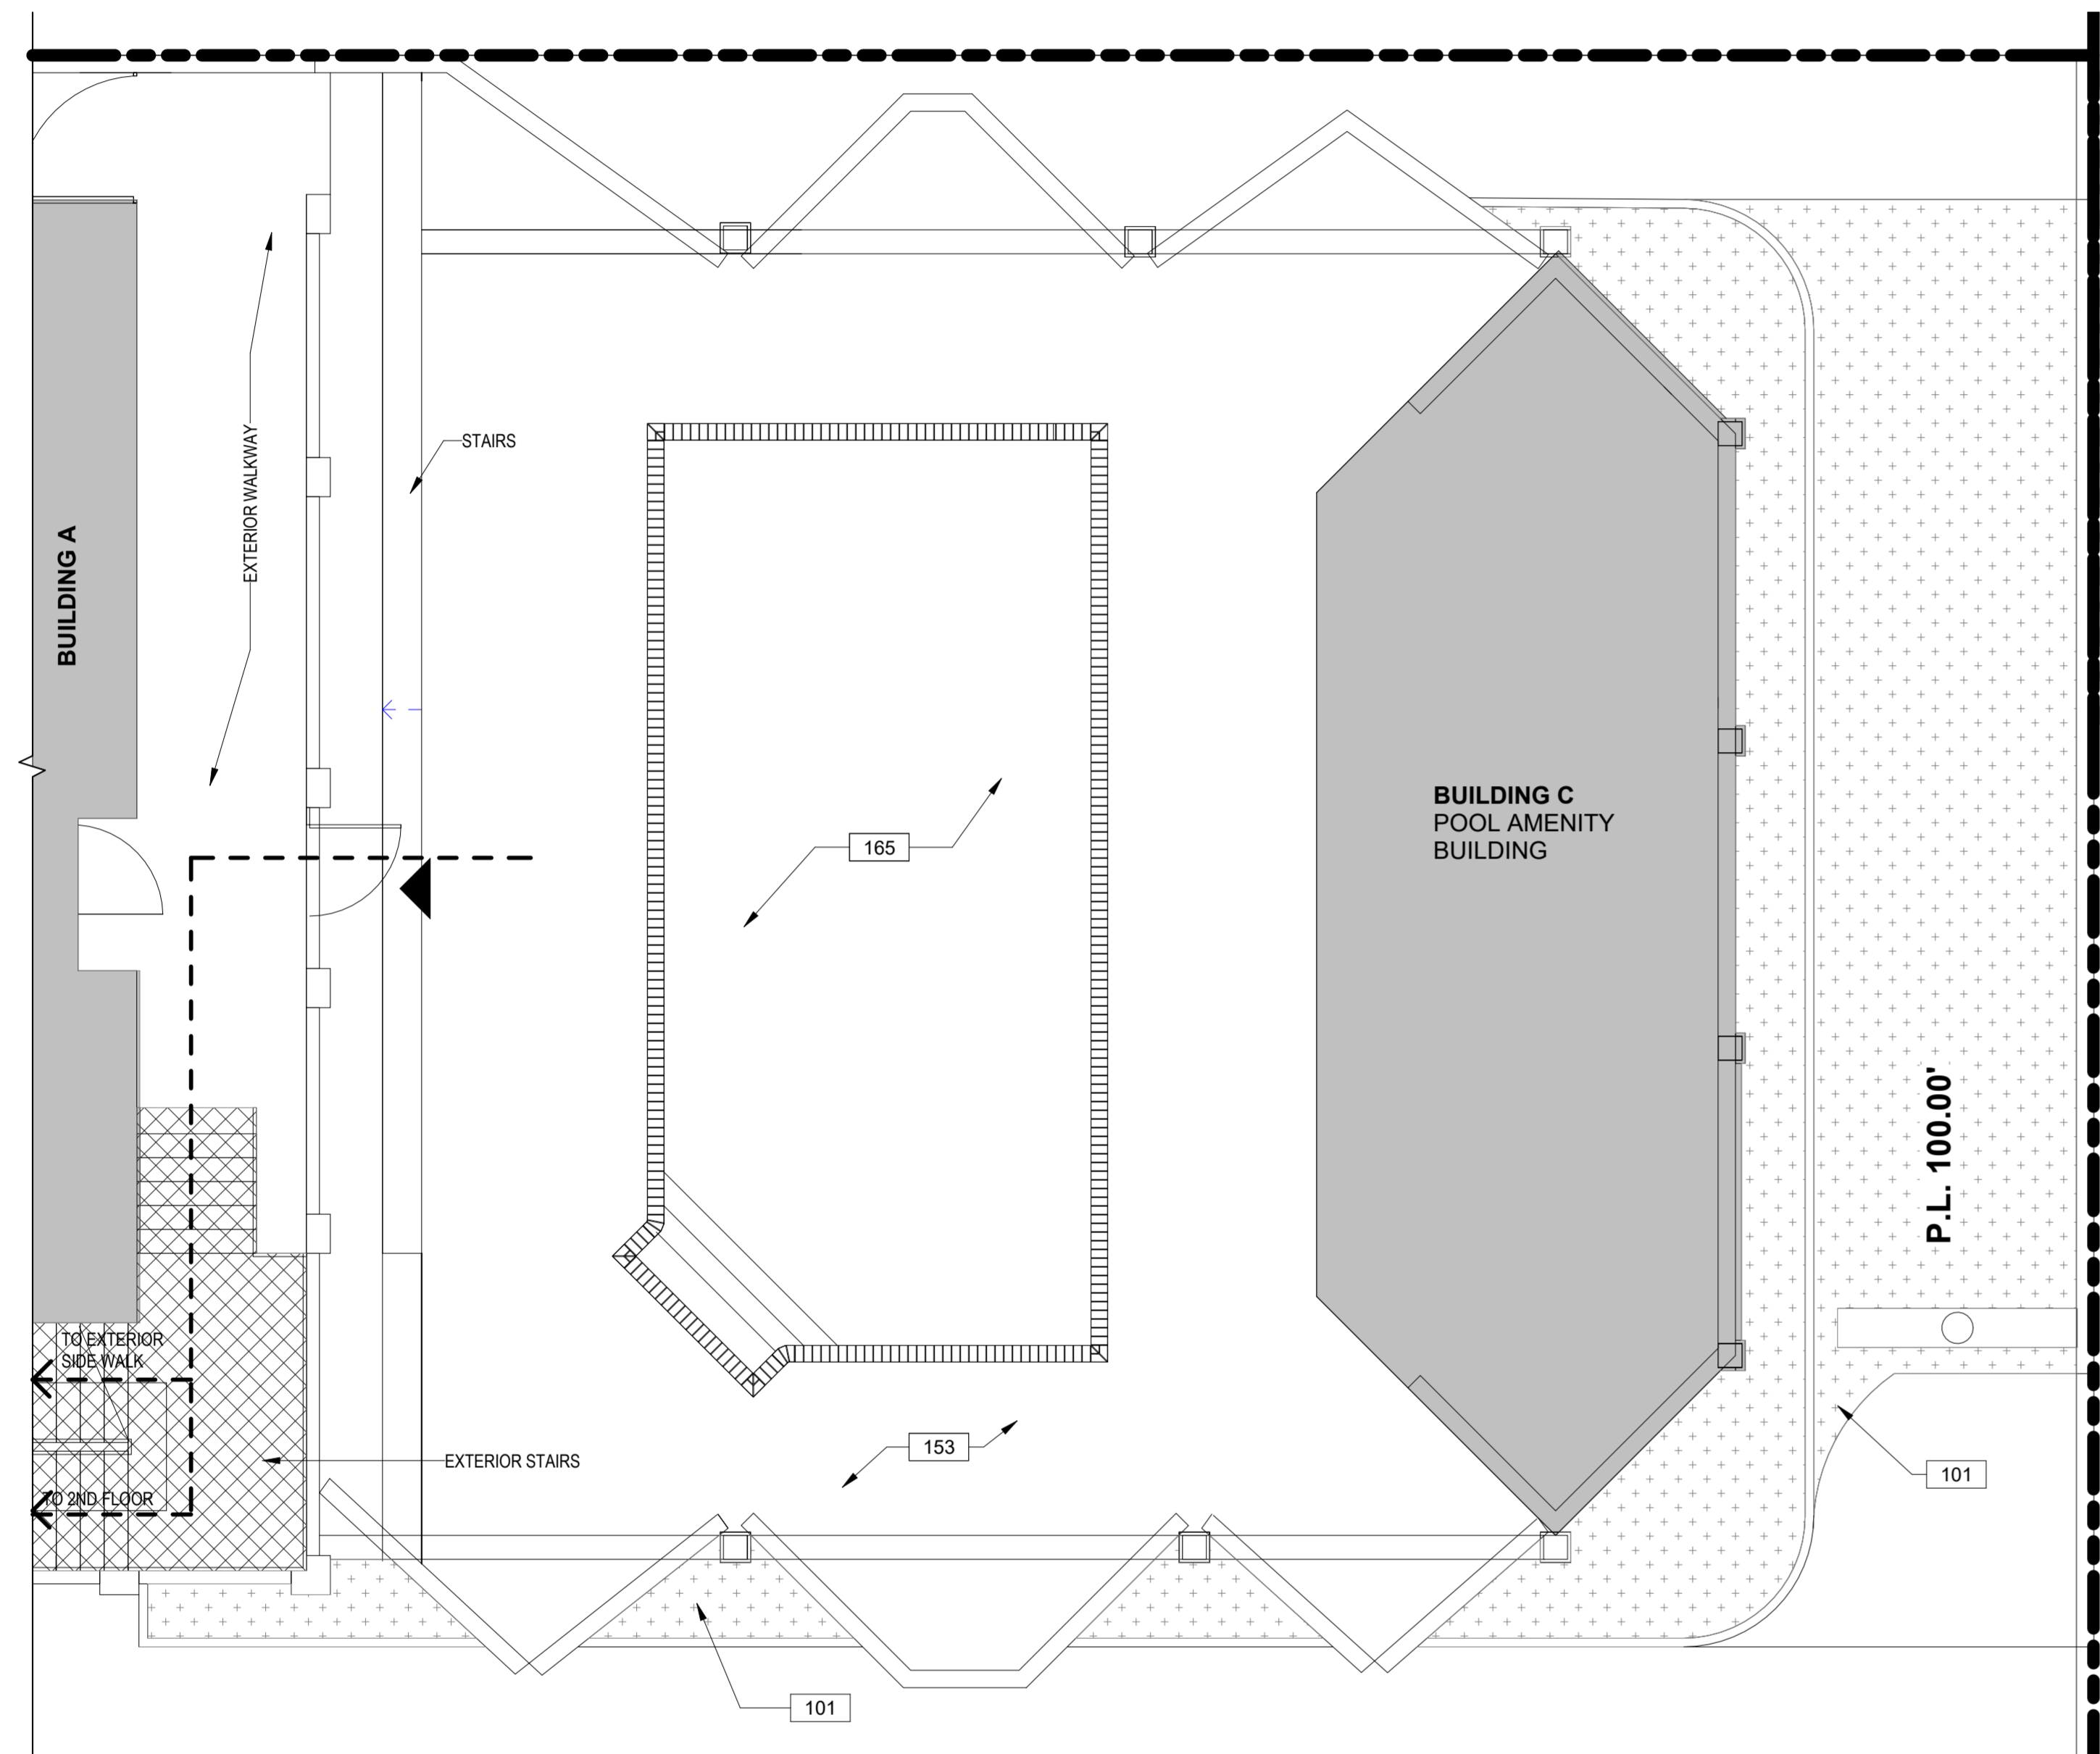 STAIRS
EXTERIOR WALKWAY
BUILDING A
165
BUILDING C
POOL AMENITY
BUILDING
P.L. 100.00'
TO EXTERIOR
SIDE WALK
153
EXTERIOR STAIRS
101
TO 2ND FLOOR
101